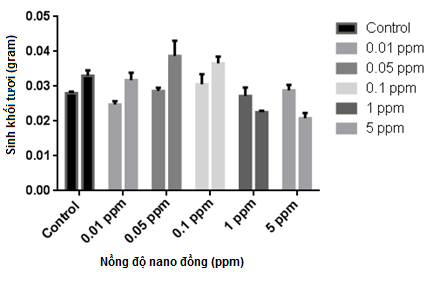 0.05
0.04
0.03
0.02
0.01
0.00
Sinh khối tươi (gram)
Control
0.01 ppm
0.05 ppm
0.1 ppm
1 ppm
5 ppm
Nồng độ nano đồng (ppm)
Control
0.01 ppm
0.05 ppm
0.1 ppm
1 ppm
5 ppm